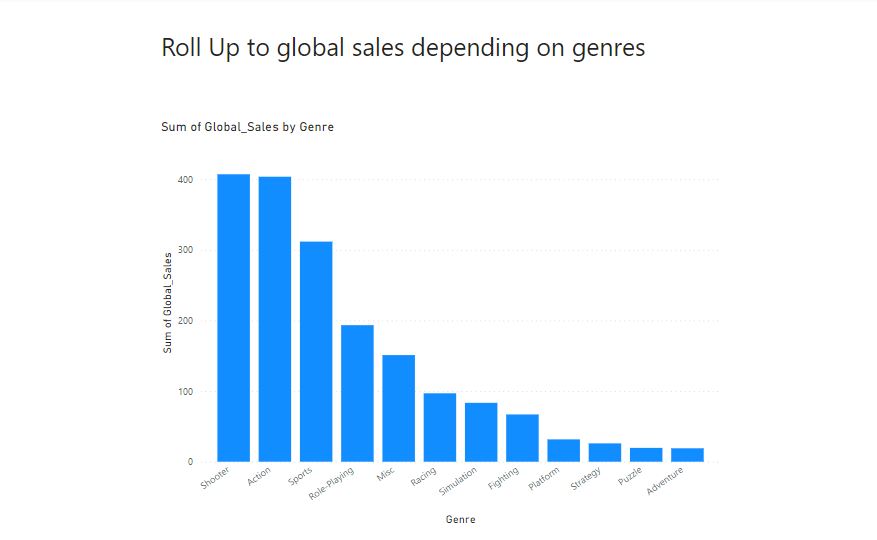 Roll Up to global sales depending on genres
Sum of Global_Sales by Genre
Sum of Global_Sales
400
300
200
100
0
Shooter
Action
Sports
Role-Playing
Misc
Racing
Simulation
Fighting
Platform
Strategy
Puzzle
Adventure
Genre